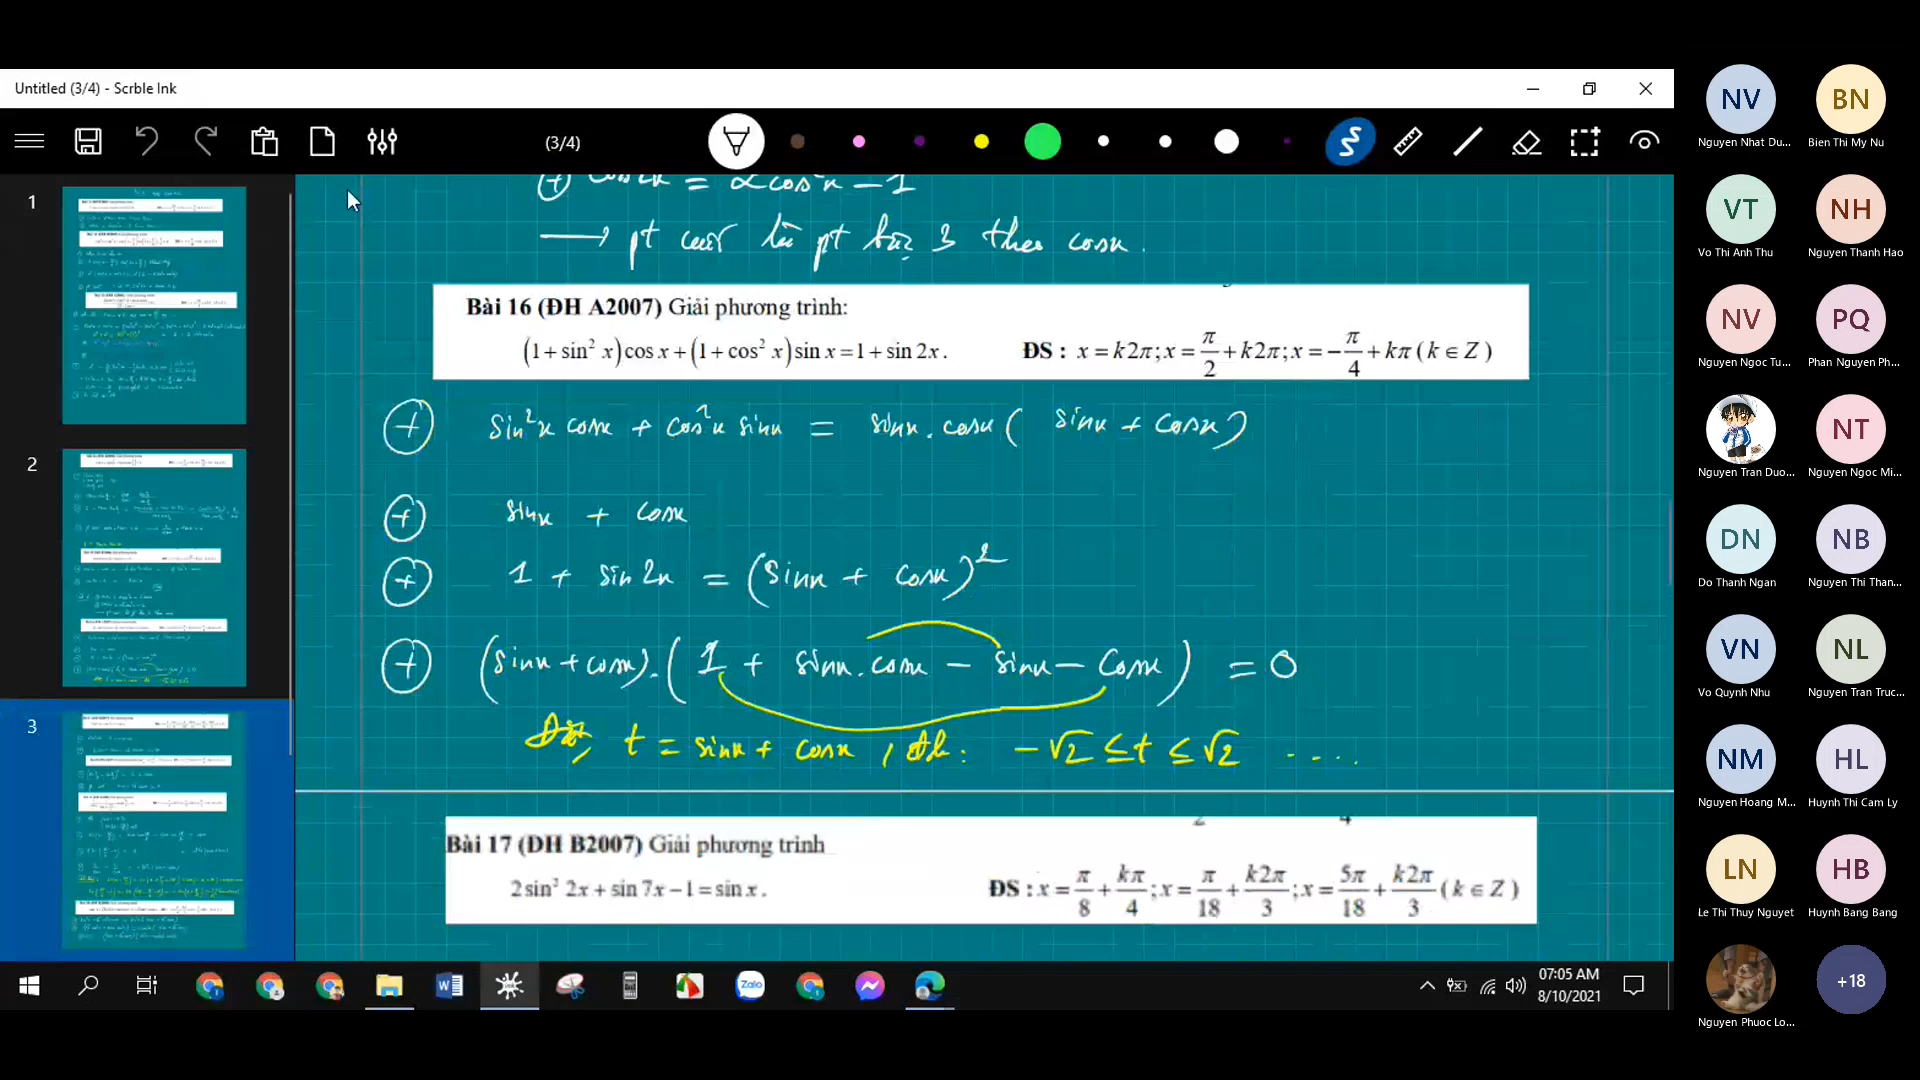 Untitled (3/4) - Scrble Ink
(3/4)
1
2
3
⊕ cos2x = 2cos²x - 1
→ pt cuối là pt bậc 3 theo cosx.
Bài 16 (ĐH A2007) Giải phương trình:
(1+sin² x)cos x+(1+cos² x)sin x=1+sin 2x.
ĐS : x = k2π; x = π/2 + k2π; x = -π/4 + kπ (k ∈ Z)
⊕ sin²x cosx + cos²x sinx = sinx.cosx( sinx + cosx)
⊕ sinx + cosx
⊕ 1 + sin2x = (sinx + cosx)²
⊕ (sinx + cosx).(1 + sinx.cosx - sinx - cosx) = 0
Đặt t = sinx + cosx, đk: -√2 ≤ t ≤ √2 ....
Bài 17 (ĐH B2007) Giải phương trình
2sin² 2x + sin 7x - 1 = sin x.
ĐS : x = π/8 + kπ/4; x = π/18 + k2π/3; x = 5π/18 + k2π/3 (k ∈ Z)
NV
Nguyen Nhat Du...
BN
Bien Thi My Nu
VT
Vo Thi Anh Thu
NH
Nguyen Thanh Hao
NV
Nguyen Ngoc Tu...
PQ
Phan Nguyen Ph...
Nguyen Tran Duo...
NT
Nguyen Ngoc Mi...
DN
Do Thanh Ngan
NB
Nguyen Thi Than...
VN
Vo Quynh Nhu
NL
Nguyen Tran Truc...
NM
Nguyen Hoang M...
HL
Huynh Thi Cam Ly
LN
Le Thi Thuy Nguyet
HB
Huynh Bang Bang
Nguyen Phuoc Lo...
+18
Zalo
07:05 AM
8/10/2021